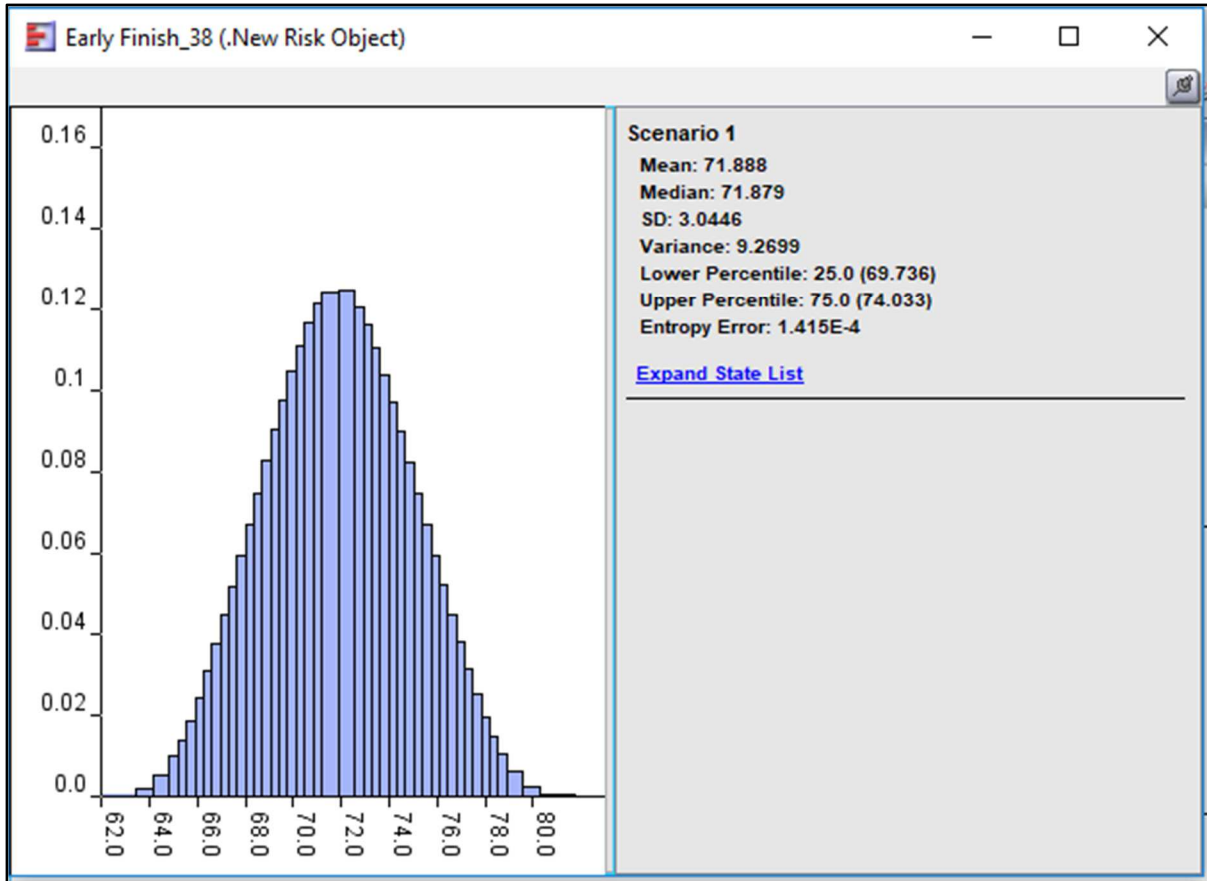 Early Finish_38 (.New Risk Object)
0.16
0.14
0.12
0.1
0.08
0.06
0.04
0.02
0.0
62.0
64.0
66.0
68.0
70.0
72.0
74.0
76.0
78.0
80.0
Scenario 1
Mean: 71.888
Median: 71.879
SD: 3.0446
Variance: 9.2699
Lower Percentile: 25.0 (69.736)
Upper Percentile: 75.0 (74.033)
Entropy Error: 1.415E-4
Expand State List